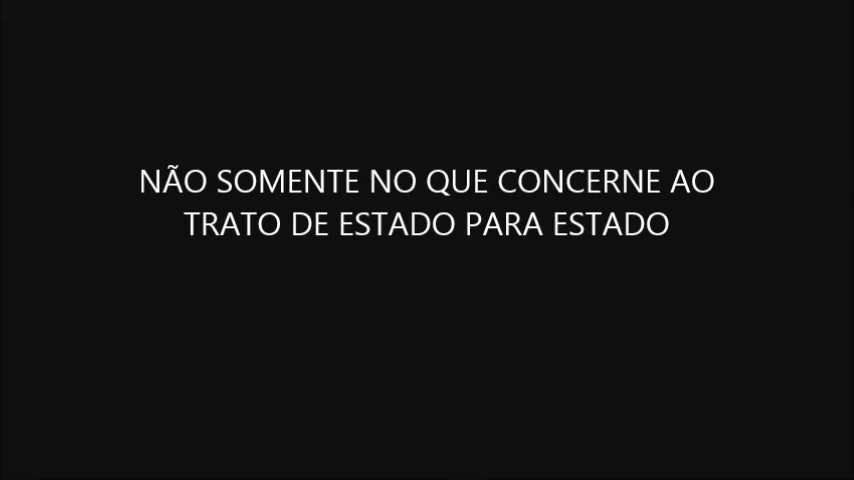 NÃO SOMENTE NO QUE CONCERNE AO
TRATO DE ESTADO PARA ESTADO